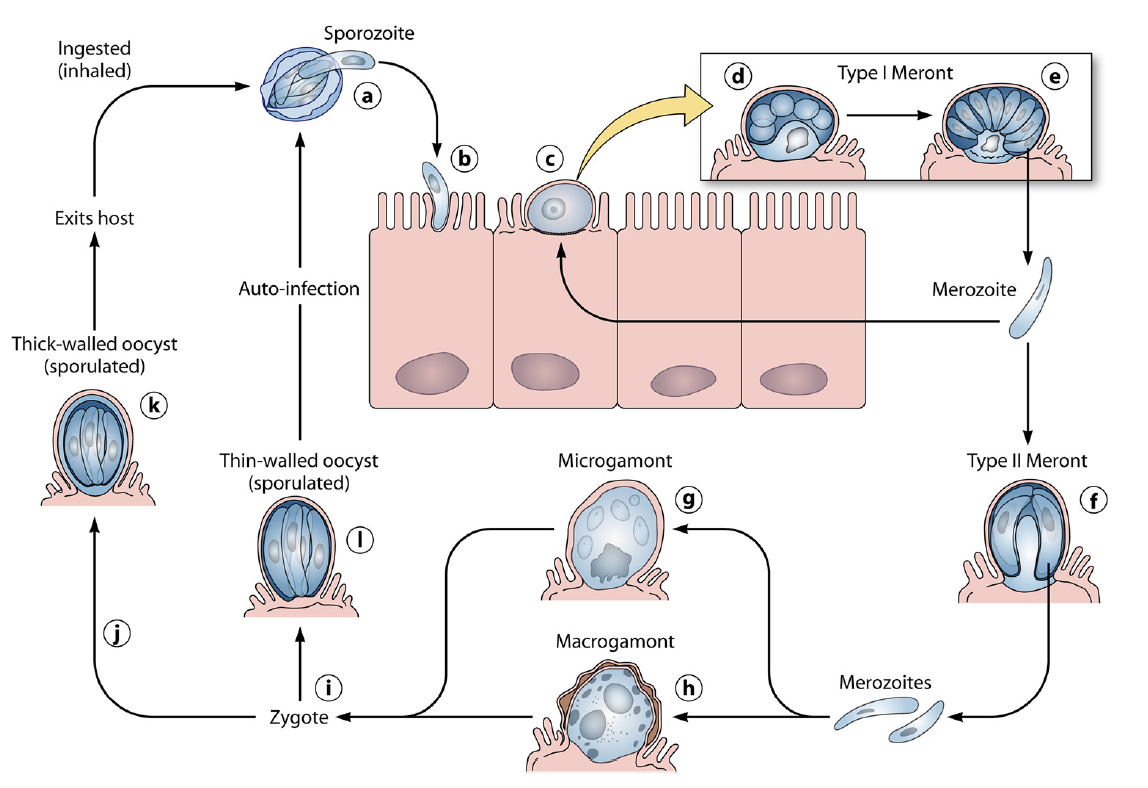 Sporozoite
Ingested
(inhaled)
a
b
c
d
Type I Meront
e
Exits host
Auto-infection
Merozoite
Thick-walled oocyst
(sporulated)
k
Thin-walled oocyst
(sporulated)
l
Microgamont
g
Type II Meront
f
j
Macrogamont
h
Merozoites
i
Zygote